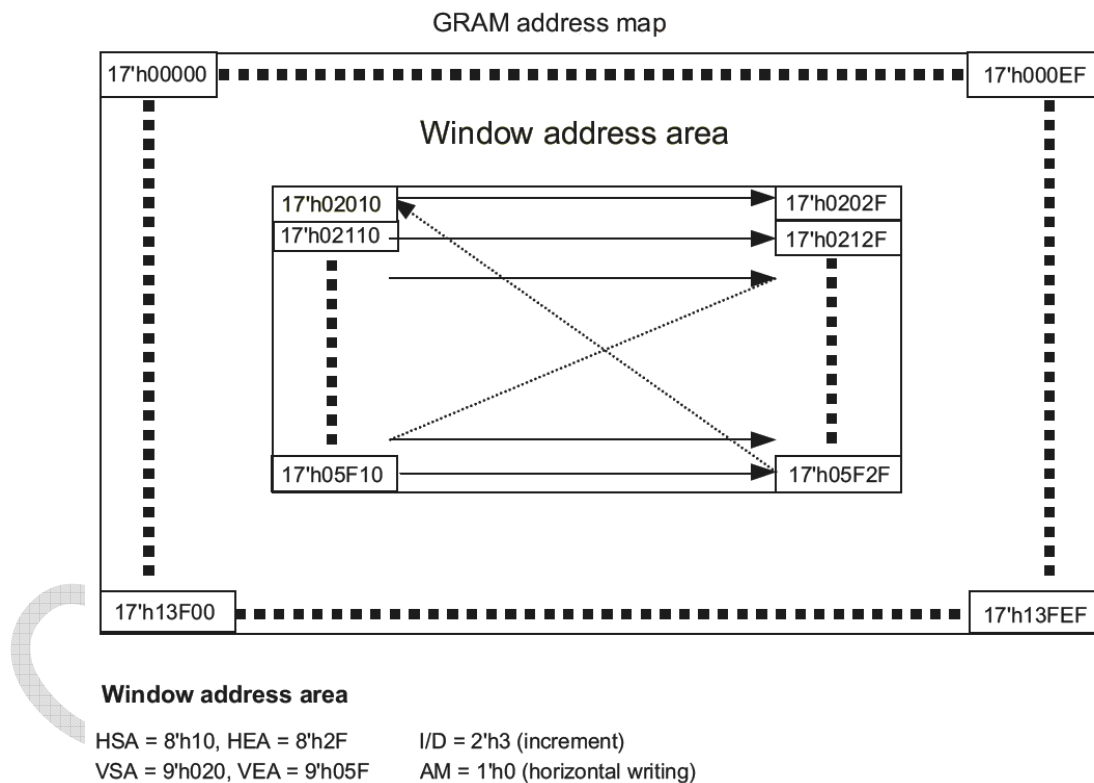 GRAM address map
17'h00000 17'h000EF
Window address area
17'h02010 17'h0202F
17'h02110 17'h0212F
17'h05F10 17'h05F2F
17'h13F00 17'h13FEF
Window address area
HSA = 8'h10, HEA = 8'h2F I/D = 2'h3 (increment)
VSA = 9'h020, VEA = 9'h05F AM = 1'h0 (horizontal writing)